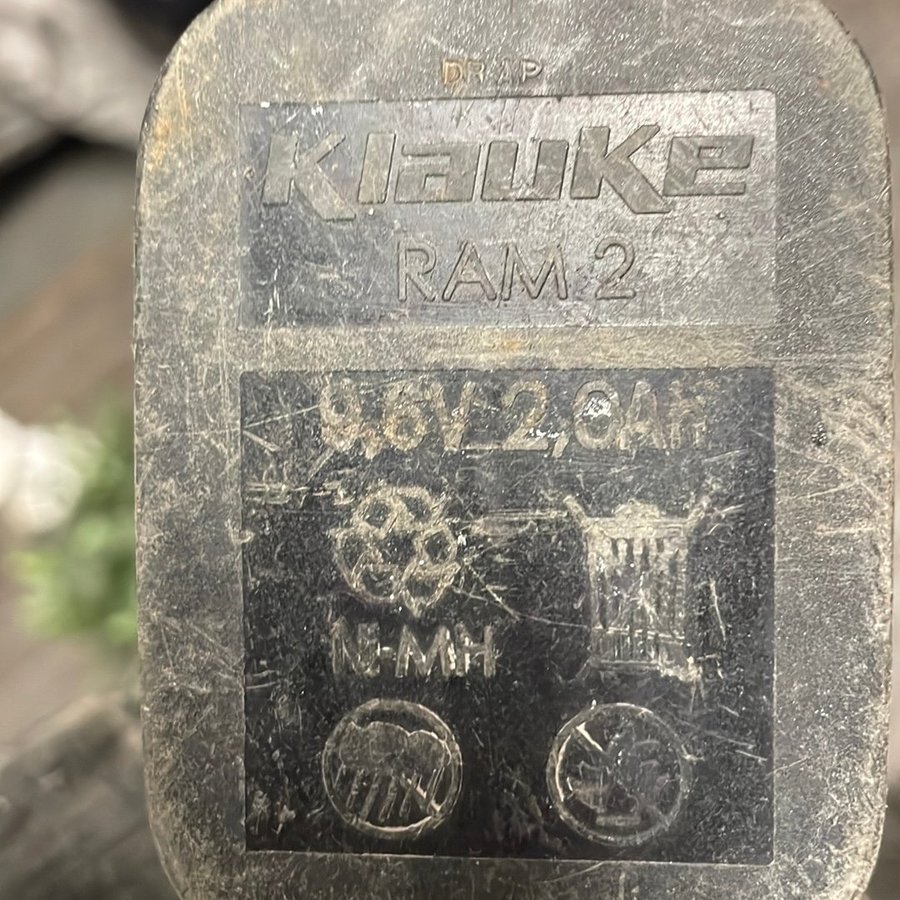 DRAP
Klauke
RAM 2
9,6V 2,0Ah
Ni-MH